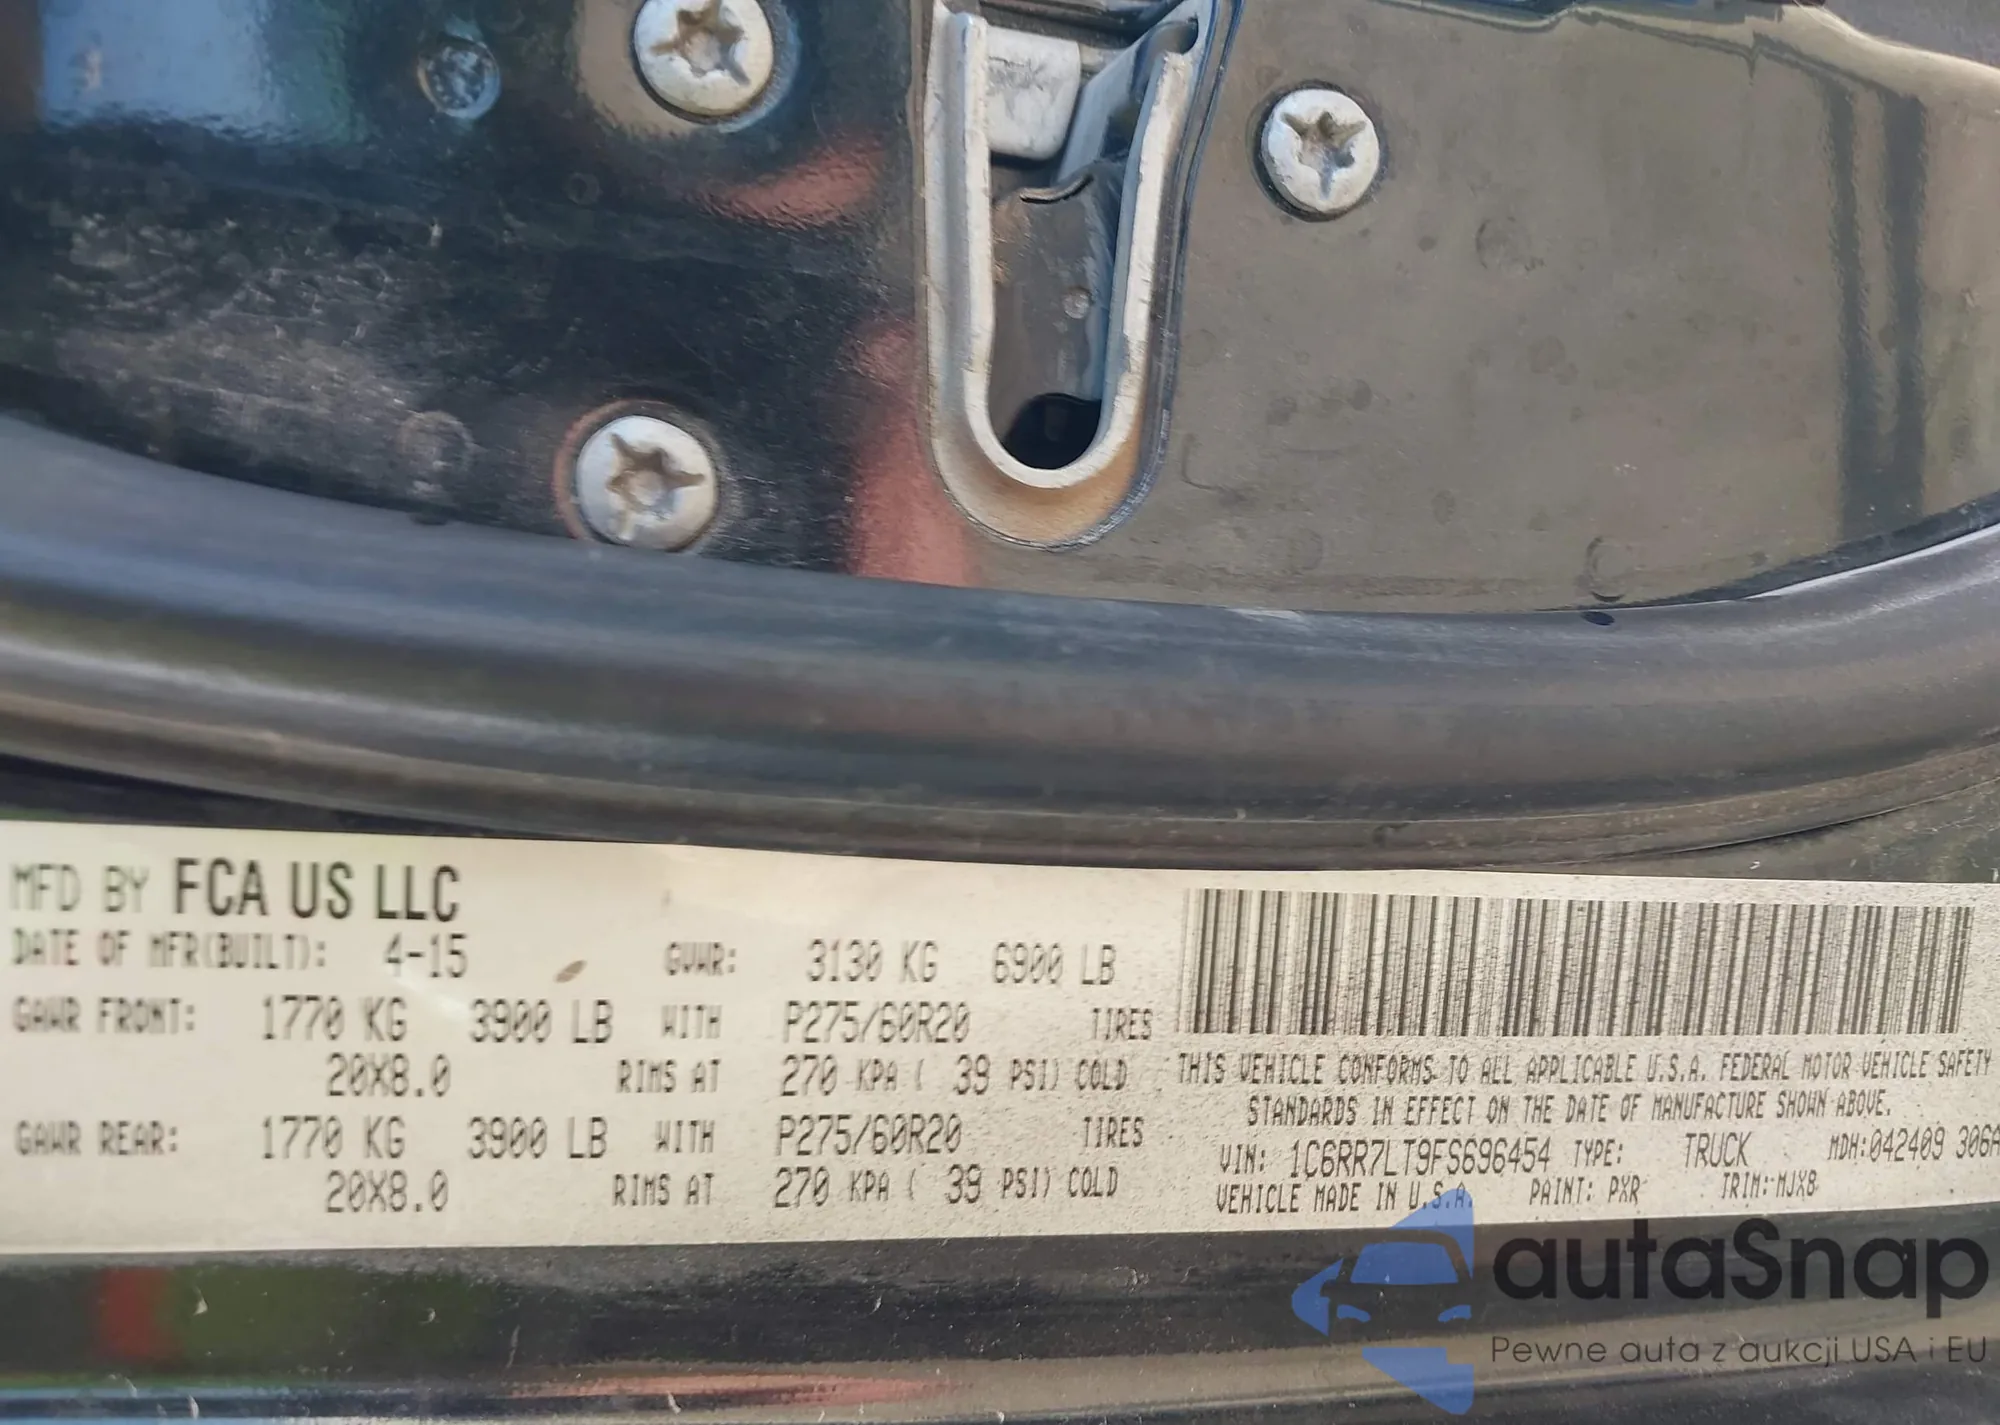 MFD BY FCA US LLC
DATE OF MFR(BUILT): 4-15 GVWR: 3130 KG 6900 LB
GAWR FRONT: 1770 KG 3900 LB WITH P275/60R20 TIRES
20X8.0 RIMS AT 270 KPA ( 39 PSI) COLD
GAWR REAR: 1770 KG 3900 LB WITH P275/60R20 TIRES
20X8.0 RIMS AT 270 KPA ( 39 PSI) COLD
THIS VEHICLE CONFORMS TO ALL APPLICABLE U.S.A. FEDERAL MOTOR VEHICLE SAFETY
STANDARDS IN EFFECT ON THE DATE OF MANUFACTURE SHOWN ABOVE.
VIN: 1C6RR7LT9FS696454 TYPE: TRUCK MDH:042409 306A
VEHICLE MADE IN U.S.A. PAINT: PXR TRIM:MJX8
autaSnap
Pewne auta z aukcji USA i EU